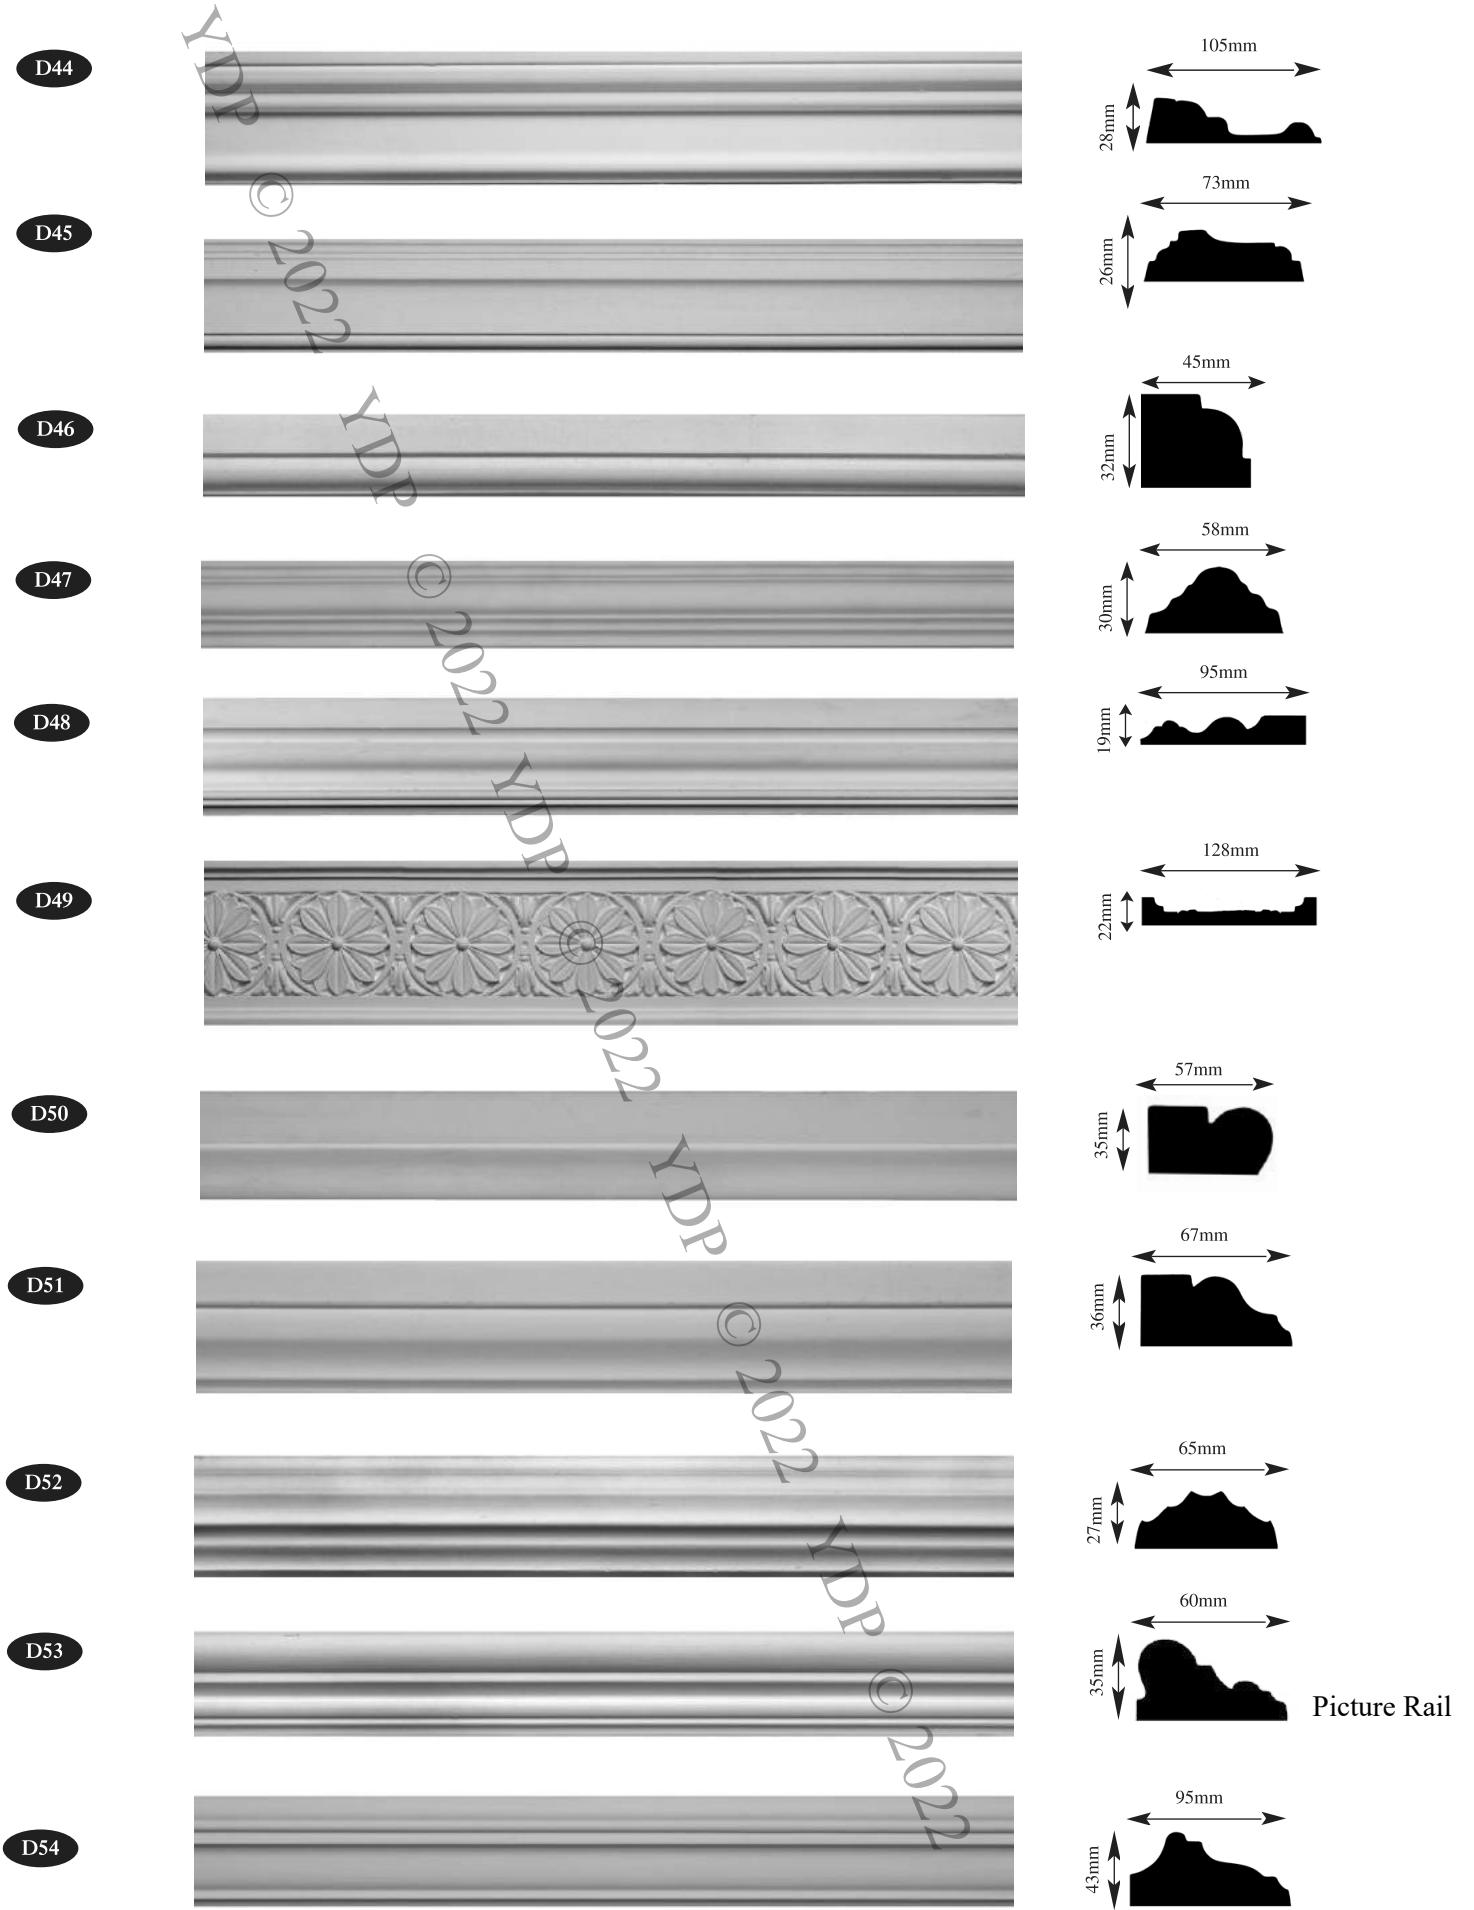 D44
105mm
28mm
D45
73mm
26mm
D46
45mm
32mm
D47
58mm
30mm
D48
95mm
19mm
D49
128mm
22mm
D50
57mm
35mm
D51
67mm
36mm
D52
65mm
27mm
D53
60mm
35mm
Picture Rail
D54
95mm
43mm
YDP © 2022 YDP © 2022 YDP © 2022 YDP © 2022 YDP © 2022